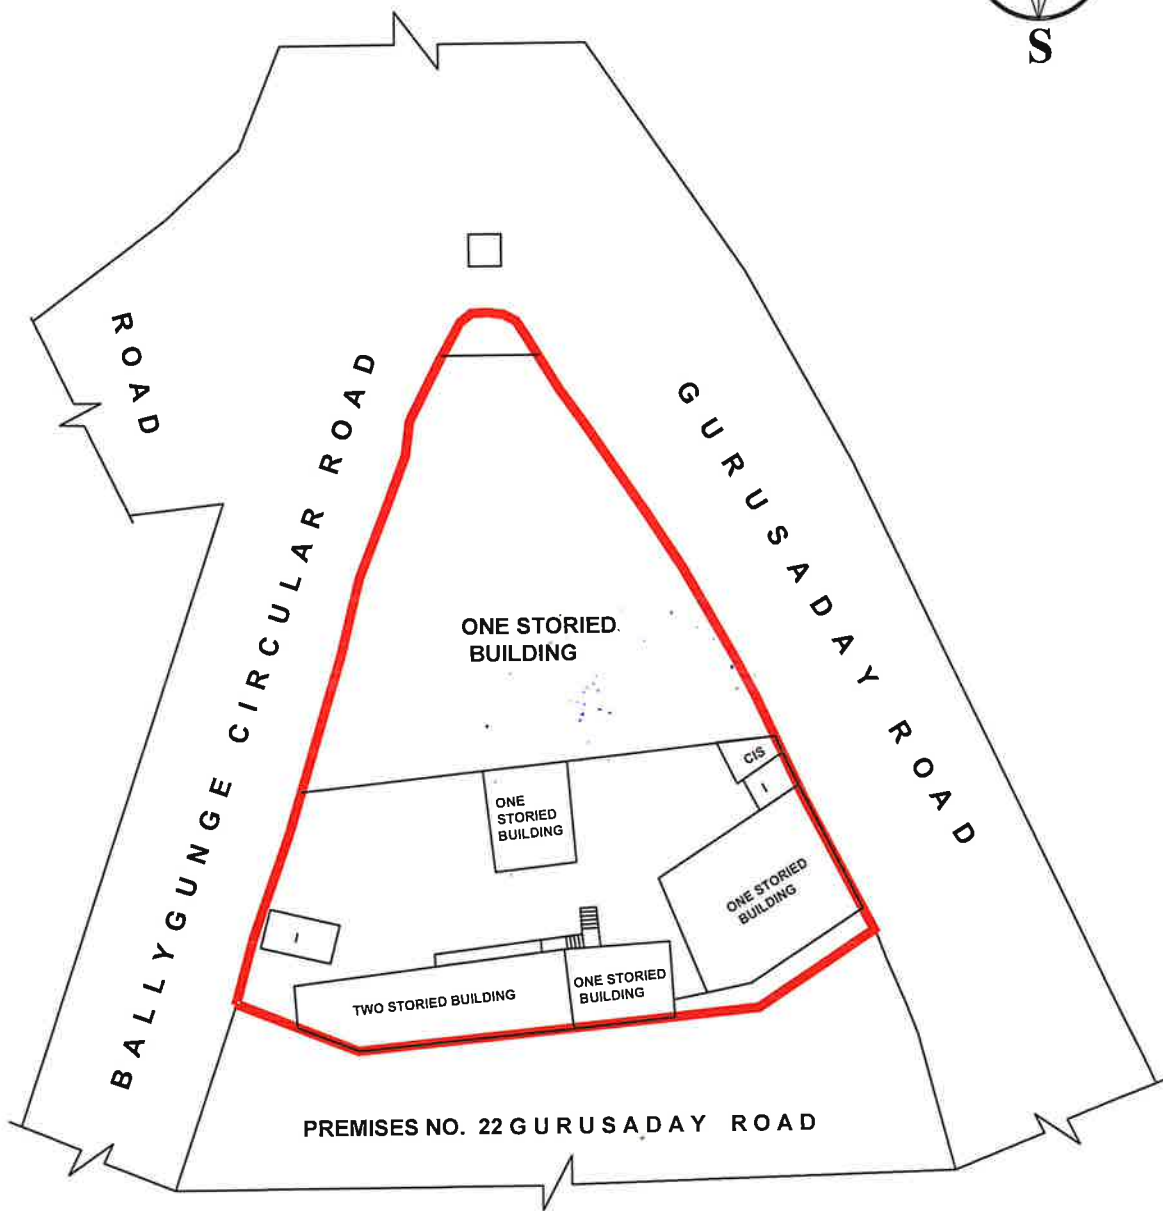 S
ROAD
BALLYGUNGE CIRCULAR ROAD
GURUSADAY ROAD
ONE STORIED
BUILDING
CIS
I
ONE
STORIED
BUILDING
ONE STORIED
BUILDING
I
TWO STORIED BUILDING
ONE STORIED
BUILDING
PREMISES NO. 22 GURUSADAY ROAD